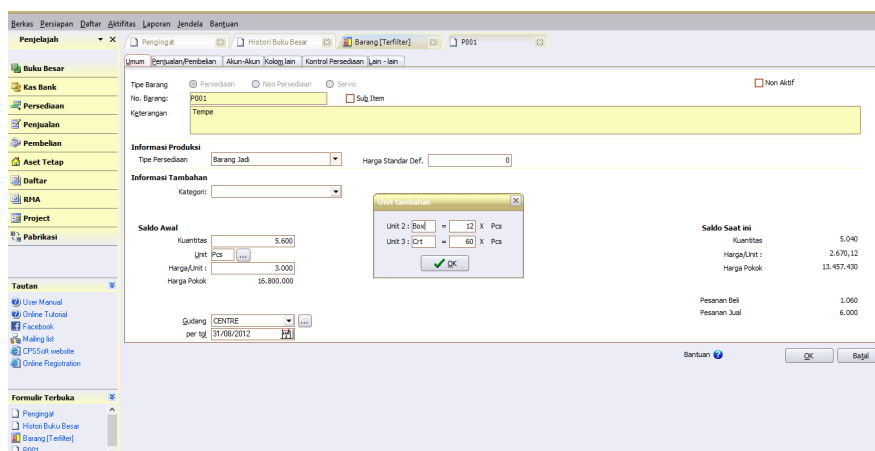 Berkas Persiapan Daftar Aktifitas Laporan Jendela Bantuan
Penjelajah
Pengingat Histori Buku Besar Barang [Terfilter] P001
Umum Penjualan/Pembelian Akun-Akun Kolom lain Kontrol Persediaan Lain - lain
Buku Besar
Kas Bank
Persediaan
Penjualan
Pembelian
Aset Tetap
Daftar
RMA
Project
Pabrikasi
Tautan
User Manual
Online Tutorial
Facebook
Mailing list
CPSSoft website
Online Registration
Formulir Terbuka
Pengingat
Histori Buku Besar
Barang [Terfilter]
P001
Tipe Barang Persediaan Non Persediaan Servis Non Aktif
No. Barang: P001 Sub Item
Keterangan Tempe
Informasi Produksi
Tipe Persediaan Barang Jadi Harga Standar Def. 0
Informasi Tambahan
Kategori:
Unit tambahan
Unit 2 : Box = 12 X Pcs
Unit 3 : Crt = 60 X Pcs
OK
Saldo Awal
Kuantitas 5.600
Unit Pcs ...
Harga/Unit : 3.000
Harga Pokok 16.800.000
Gudang CENTRE ...
per tgl 31/08/2012
Saldo Saat ini
Kuantitas 5.040
Harga/Unit : 2.670,12
Harga Pokok 13.457.430
Pesanan Beli 1.060
Pesanan Jual 6.000
Bantuan OK Batal